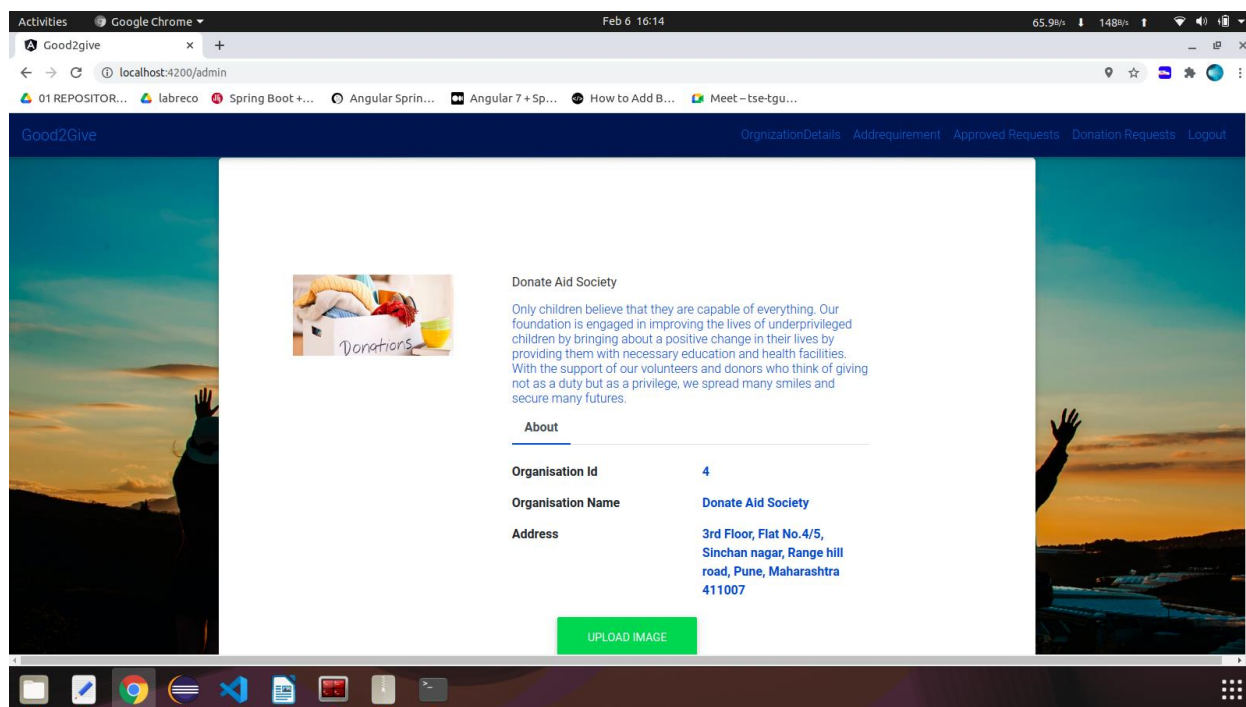 Activities Google Chrome Feb 6 16:14 65.9B/s 148B/s
Good2give
localhost:4200/admin
01 REPOSITOR... labreco Spring Boot +... Angular Sprin... Angular 7 + Sp... How to Add B... Meet – tse-tgu...
Good2Give OrgnizationDetails Addrequirement Approved Requests Donation Requests Logout
Donations
Donate Aid Society
Only children believe that they are capable of everything. Our
foundation is engaged in improving the lives of underprivileged
children by bringing about a positive change in their lives by
providing them with necessary education and health facilities.
With the support of our volunteers and donors who think of giving
not as a duty but as a privilege, we spread many smiles and
secure many futures.
About
Organisation Id 4
Organisation Name Donate Aid Society
Address 3rd Floor, Flat No.4/5,
Sinchan nagar, Range hill
road, Pune, Maharashtra
411007
UPLOAD IMAGE